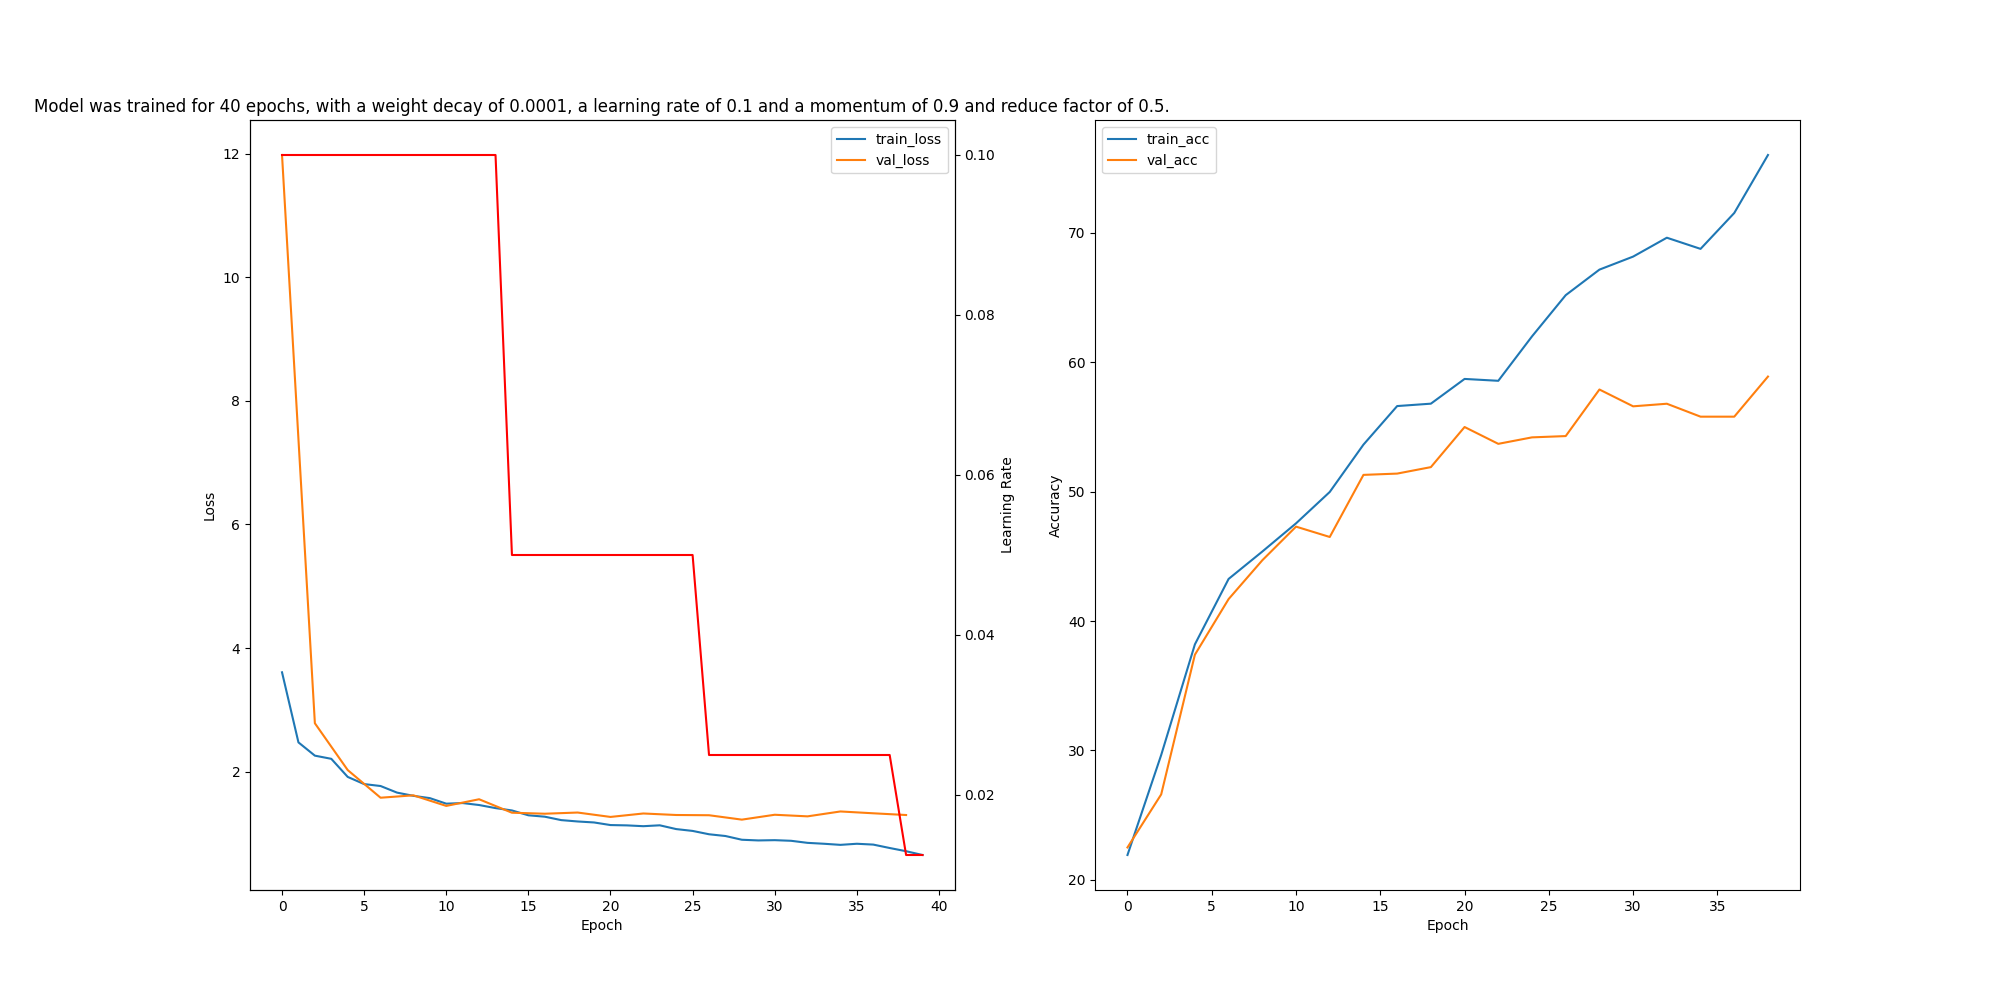 Model was trained for 40 epochs, with a weight decay of 0.0001, a learning rate of 0.1 and a momentum of 0.9 and reduce factor of 0.5.
train_loss
val_loss
12
10
8
6
4
2
Loss
0 5 10 15 20 25 30 35 40
Epoch
0.10
0.08
0.06
0.04
0.02
Learning Rate
train_acc
val_acc
70
60
50
40
30
20
Accuracy
0 5 10 15 20 25 30 35
Epoch